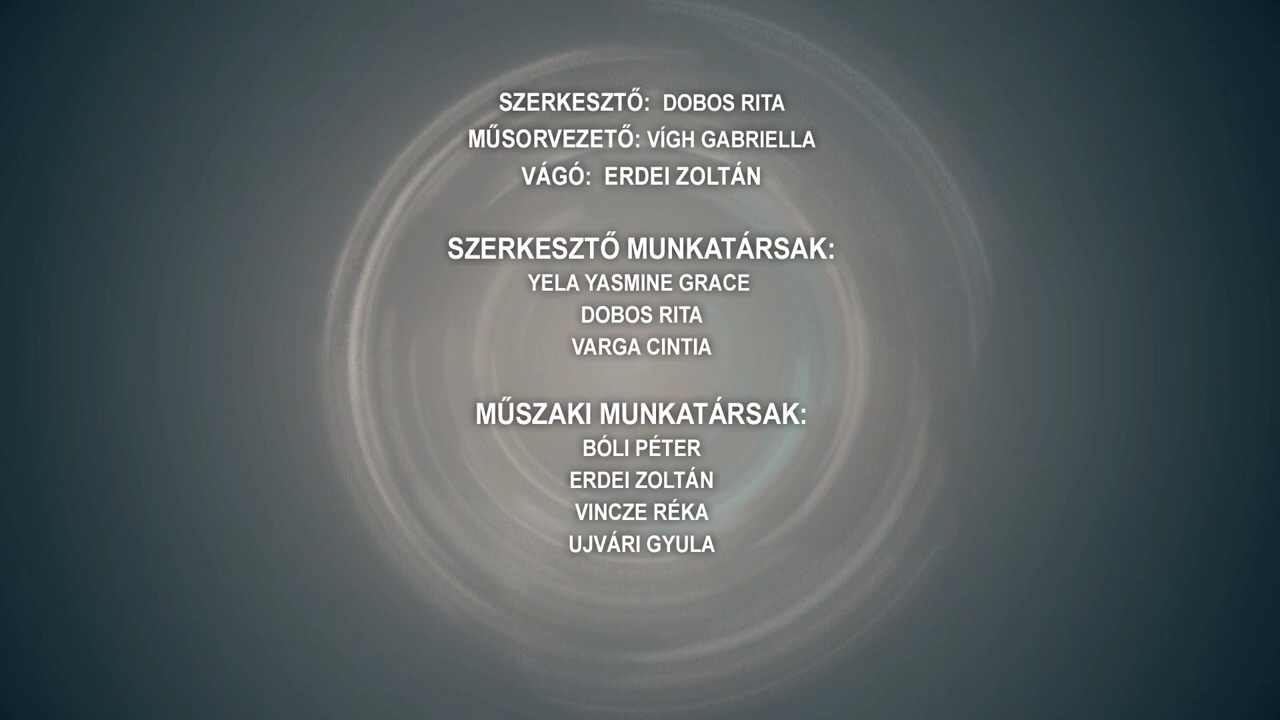 SZERKESZTŐ: DOBOS RITA
MŰSORVEZETŐ: VÍGH GABRIELLA
VÁGÓ: ERDEI ZOLTÁN
SZERKESZTŐ MUNKATÁRSAK:
YELA YASMINE GRACE
DOBOS RITA
VARGA CINTIA
MŰSZAKI MUNKATÁRSAK:
BÓLI PÉTER
ERDEI ZOLTÁN
VINCZE RÉKA
UJVÁRI GYULA